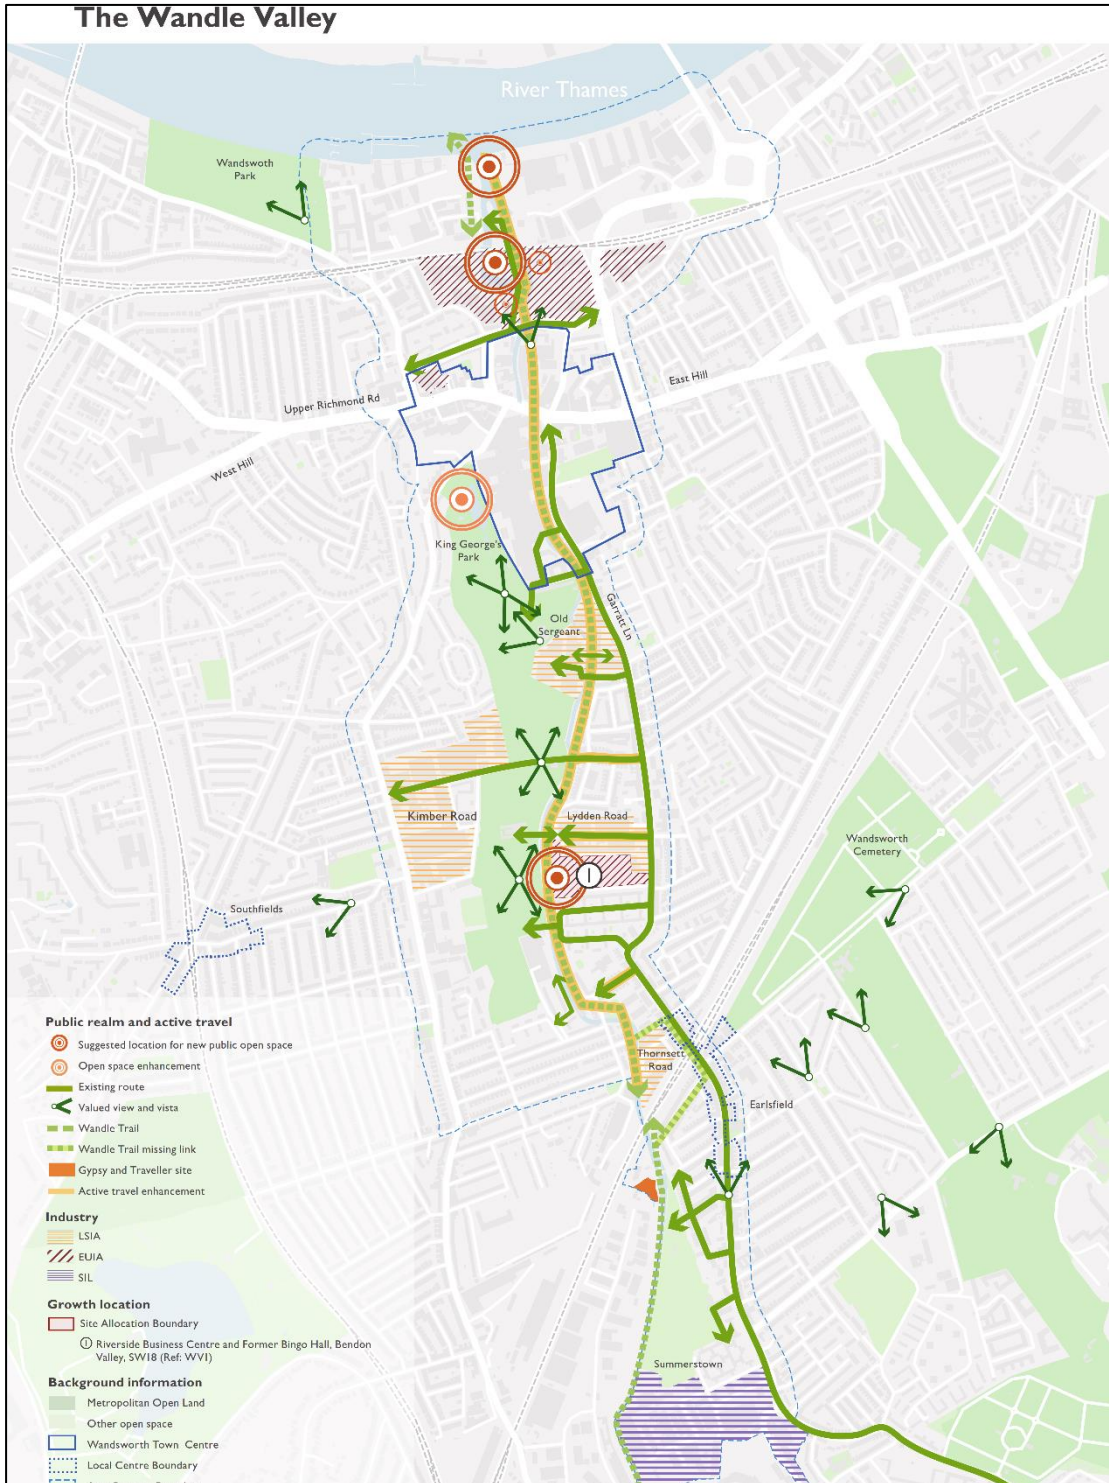 The Wandle Valley
River Thames
Wandswoth
Park
East Hill
Upper Richmond Rd
West Hill
King George's
Park
Old
Sergeant
Garratt Ln
Kimber Road
Lydden Road
I
Wandsworth
Cemetery
Southfields
Thornsett
Road
Earlsfield
Summerstown
Public realm and active travel
Suggested location for new public open space
Open space enhancement
Existing route
Valued view and vista
Wandle Trail
Wandle Trail missing link
Gypsy and Traveller site
Active travel enhancement
Industry
LSIA
EUIA
SIL
Growth location
Site Allocation Boundary
I Riverside Business Centre and Former Bingo Hall, Bendon
Valley, SW18 (Ref: WV1)
Background information
Metropolitan Open Land
Other open space
Wandsworth Town Centre
Local Centre Boundary